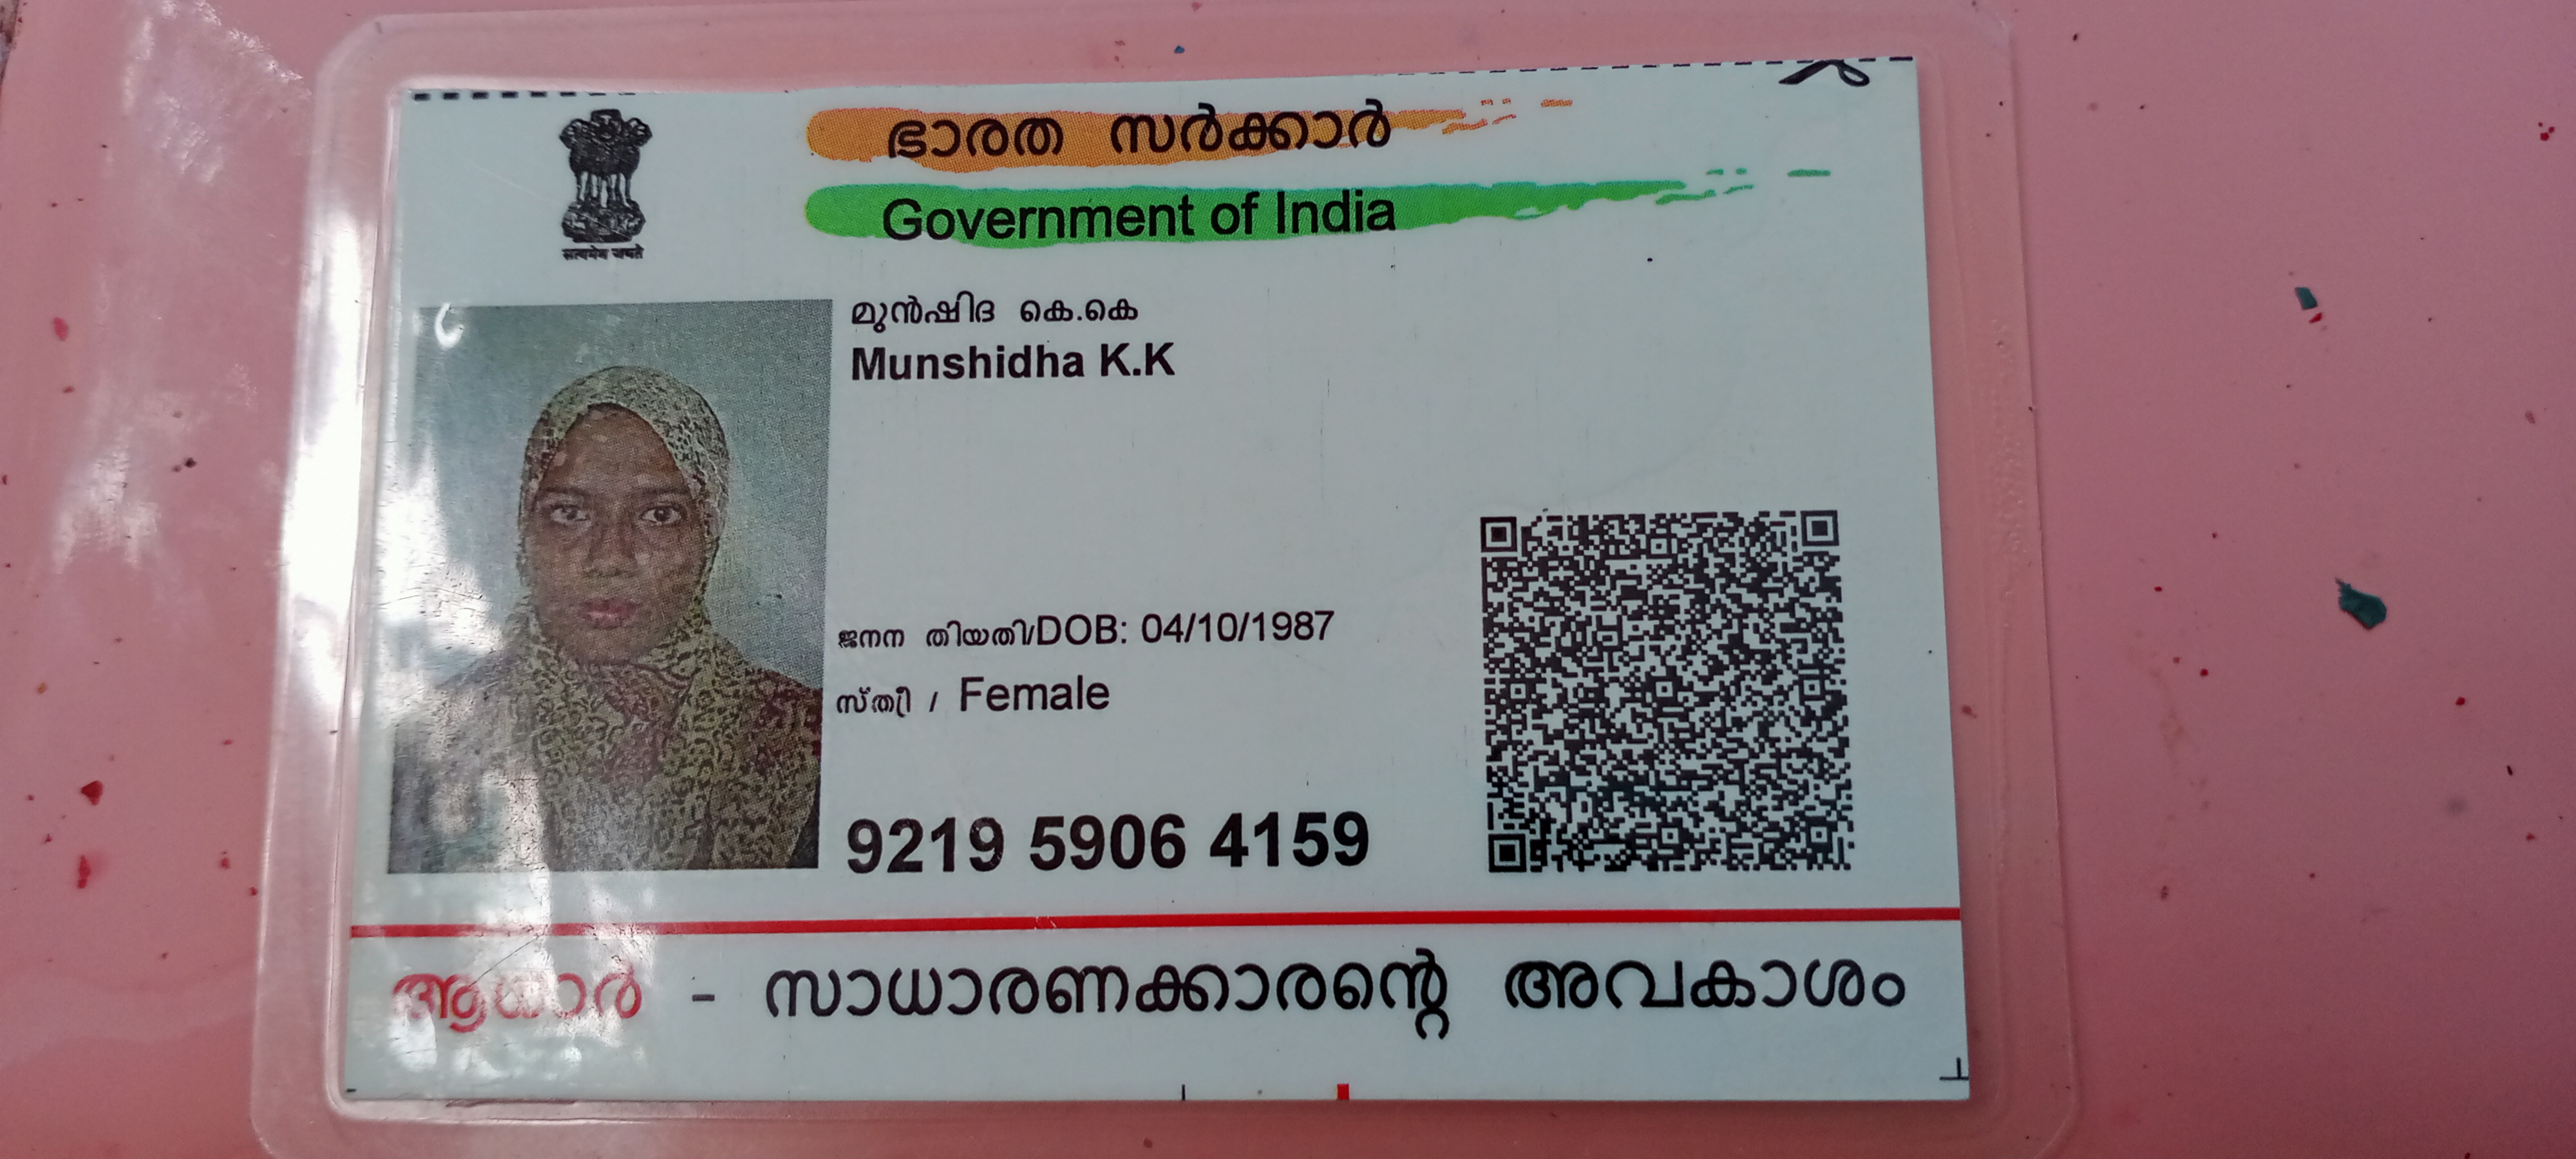 ഭാരത സർക്കാർ
Government of India
सत्यमेव जयते
മുൻഷിദ കെ.കെ
Munshidha K.K
ജനന തിയതി/DOB: 04/10/1987
സ്ത്രീ / Female
9219 5906 4159
ആധാർ - സാധാരണക്കാരന്റെ അവകാശം